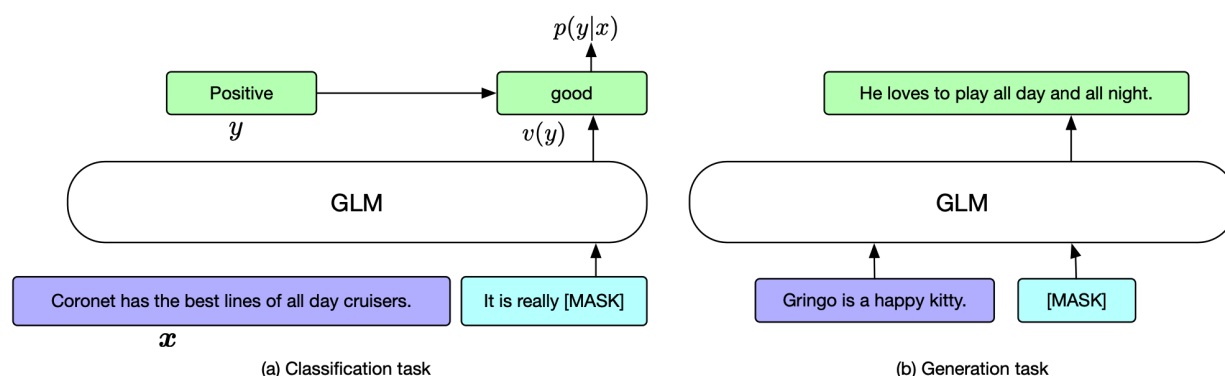 p(y|x)
Positive
good
He loves to play all day and all night.
y
v(y)
GLM
GLM
Coronet has the best lines of all day cruisers.
It is really [MASK]
Gringo is a happy kitty.
[MASK]
x
(a) Classification task
(b) Generation task